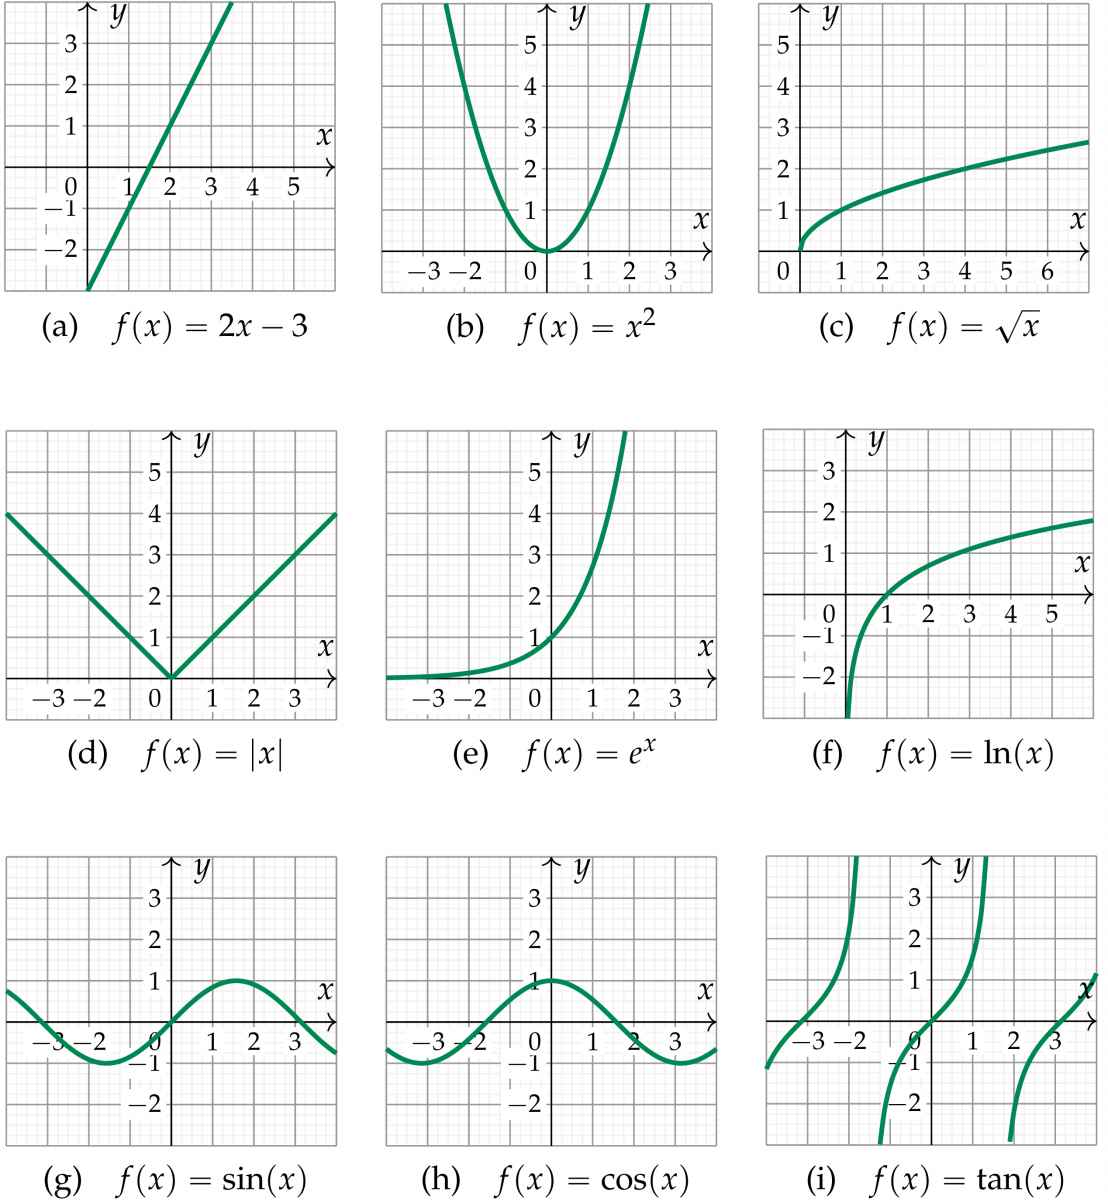 y
3
2
1
x
0 1 2 3 4 5
−1
−2
(a) f(x) = 2x − 3
y
5
4
3
2
1
x
−3 −2 0 1 2 3
(b) f(x) = x²
y
5
4
3
2
1
x
0 1 2 3 4 5 6
(c) f(x) = √x
y
5
4
3
2
1
x
−3 −2 0 1 2 3
(d) f(x) = |x|
y
5
4
3
2
1
x
−3 −2 0 1 2 3
(e) f(x) = eˣ
y
3
2
1
x
0 1 2 3 4 5
−1
−2
(f) f(x) = ln(x)
y
3
2
1
x
−3 −2 0 1 2 3
−1
−2
(g) f(x) = sin(x)
y
3
2
1
x
−3 −2 0 1 2 3
−1
−2
(h) f(x) = cos(x)
y
3
2
1
x
−3 −2 0 1 2 3
−1
−2
(i) f(x) = tan(x)